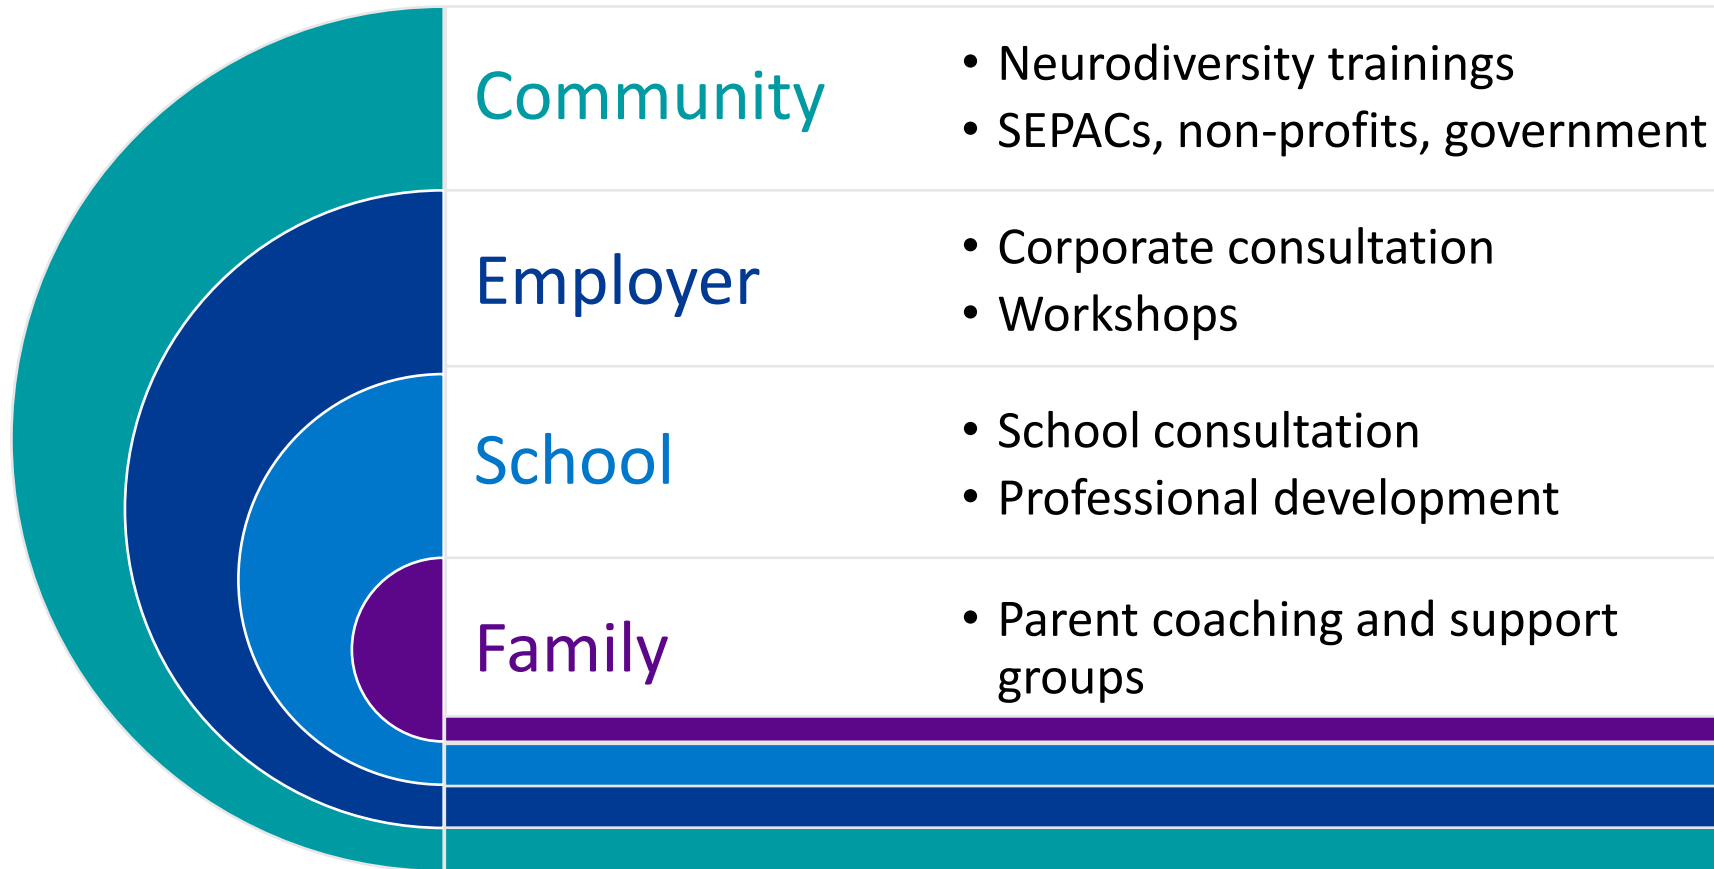 Community
• Neurodiversity trainings
• SEPACs, non-profits, government
Employer
• Corporate consultation
• Workshops
School
• School consultation
• Professional development
Family
• Parent coaching and support
groups